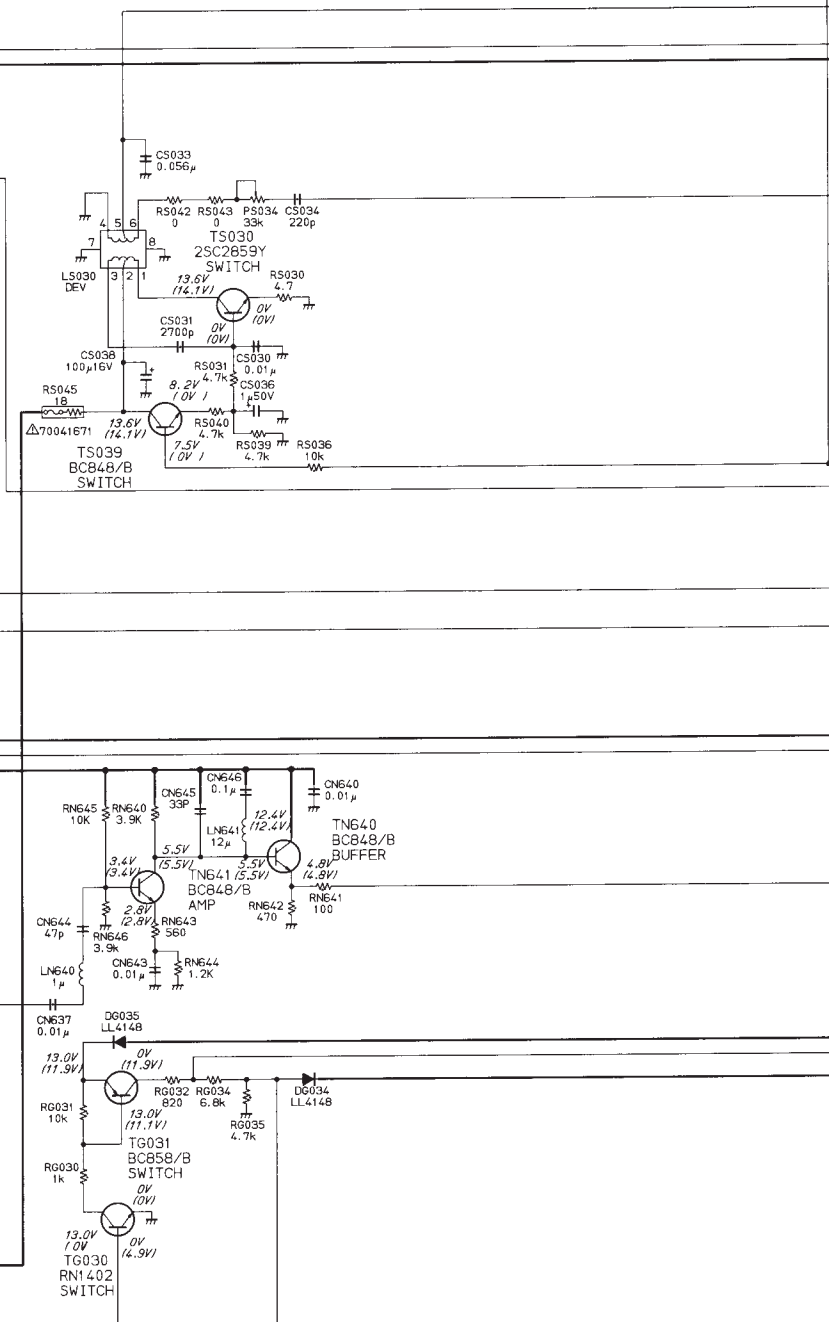 CS033
0.056µ
4 5 6
RS042
0
RS043
0
PS034
33k
CS034
220p
7
8
TS030
2SC2859Y
SWITCH
3 2 1
LS030
DEV
13.6V
(14.1V)
RS030
4.7
0V
(0V)
0V
(0V)
CS031
2700p
CS038
100µ16V
+
RS031
4.7k
CS030
0.01µ
CS036
1µ50V
+
RS045
18
8.2V
( 0V )
⚠70041671
13.6V
(14.1V)
RS040
4.7k
7.5V
( 0V )
RS039
4.7k
RS036
10k
TS039
BC848/B
SWITCH
CN646
0.1µ
CN645
33P
CN640
0.01µ
RN645
10K
RN640
3.9K
12.4V
(12.4V)
LN641
12µ
TN640
BC848/B
BUFFER
5.5V
(5.5V)
3.4V
(3.4V)
5.5V
(5.5V)
4.8V
(4.8V)
TN641
BC848/B
AMP
RN641
100
RN642
470
2.8V
(2.8V)
RN643
560
CN644
47p
RN646
3.9k
CN643
0.01µ
RN644
1.2K
LN640
1µ
CN637
0.01µ
DG035
LL4148
13.0V
(11.9V)
0V
(11.9V)
RG032
820
RG034
6.8k
DG034
LL4148
RG031
10k
13.0V
(11.1V)
RG035
4.7k
TG031
BC858/B
SWITCH
RG030
1k
0V
(0V)
13.0V
( 0V
0V
(4.9V)
TG030
RN1402
SWITCH